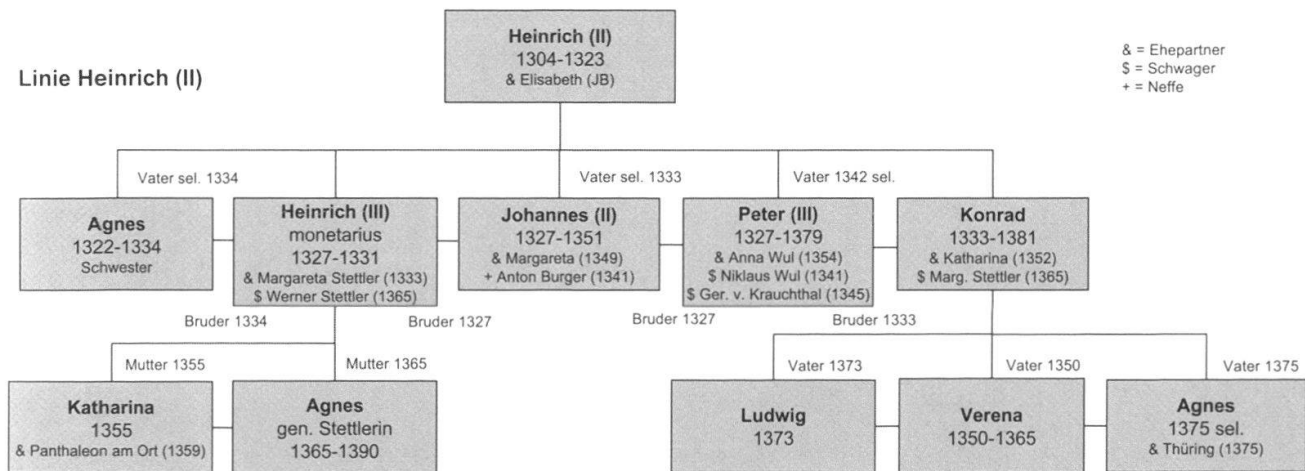 Linie Heinrich (II)
Heinrich (II)
1304-1323
& Elisabeth (JB)
& = Ehepartner
$ = Schwager
+ = Neffe
Vater sel. 1334
Vater sel. 1333
Vater 1342 sel.
Agnes
1322-1334
Schwester
Heinrich (III)
monetarius
1327-1331
& Margareta Stettler (1333)
$ Werner Stettler (1365)
Johannes (II)
1327-1351
& Margareta (1349)
+ Anton Burger (1341)
Peter (III)
1327-1379
& Anna Wul (1354)
$ Niklaus Wul (1341)
$ Ger. v. Krauchthal (1345)
Konrad
1333-1381
& Katharina (1352)
$ Marg. Stettler (1365)
Bruder 1334
Bruder 1327
Bruder 1327
Bruder 1333
Mutter 1355
Mutter 1365
Vater 1373
Vater 1350
Vater 1375
Katharina
1355
& Panthaleon am Ort (1359)
Agnes
gen. Stettlerin
1365-1390
Ludwig
1373
Verena
1350-1365
Agnes
1375 sel.
& Thüring (1375)